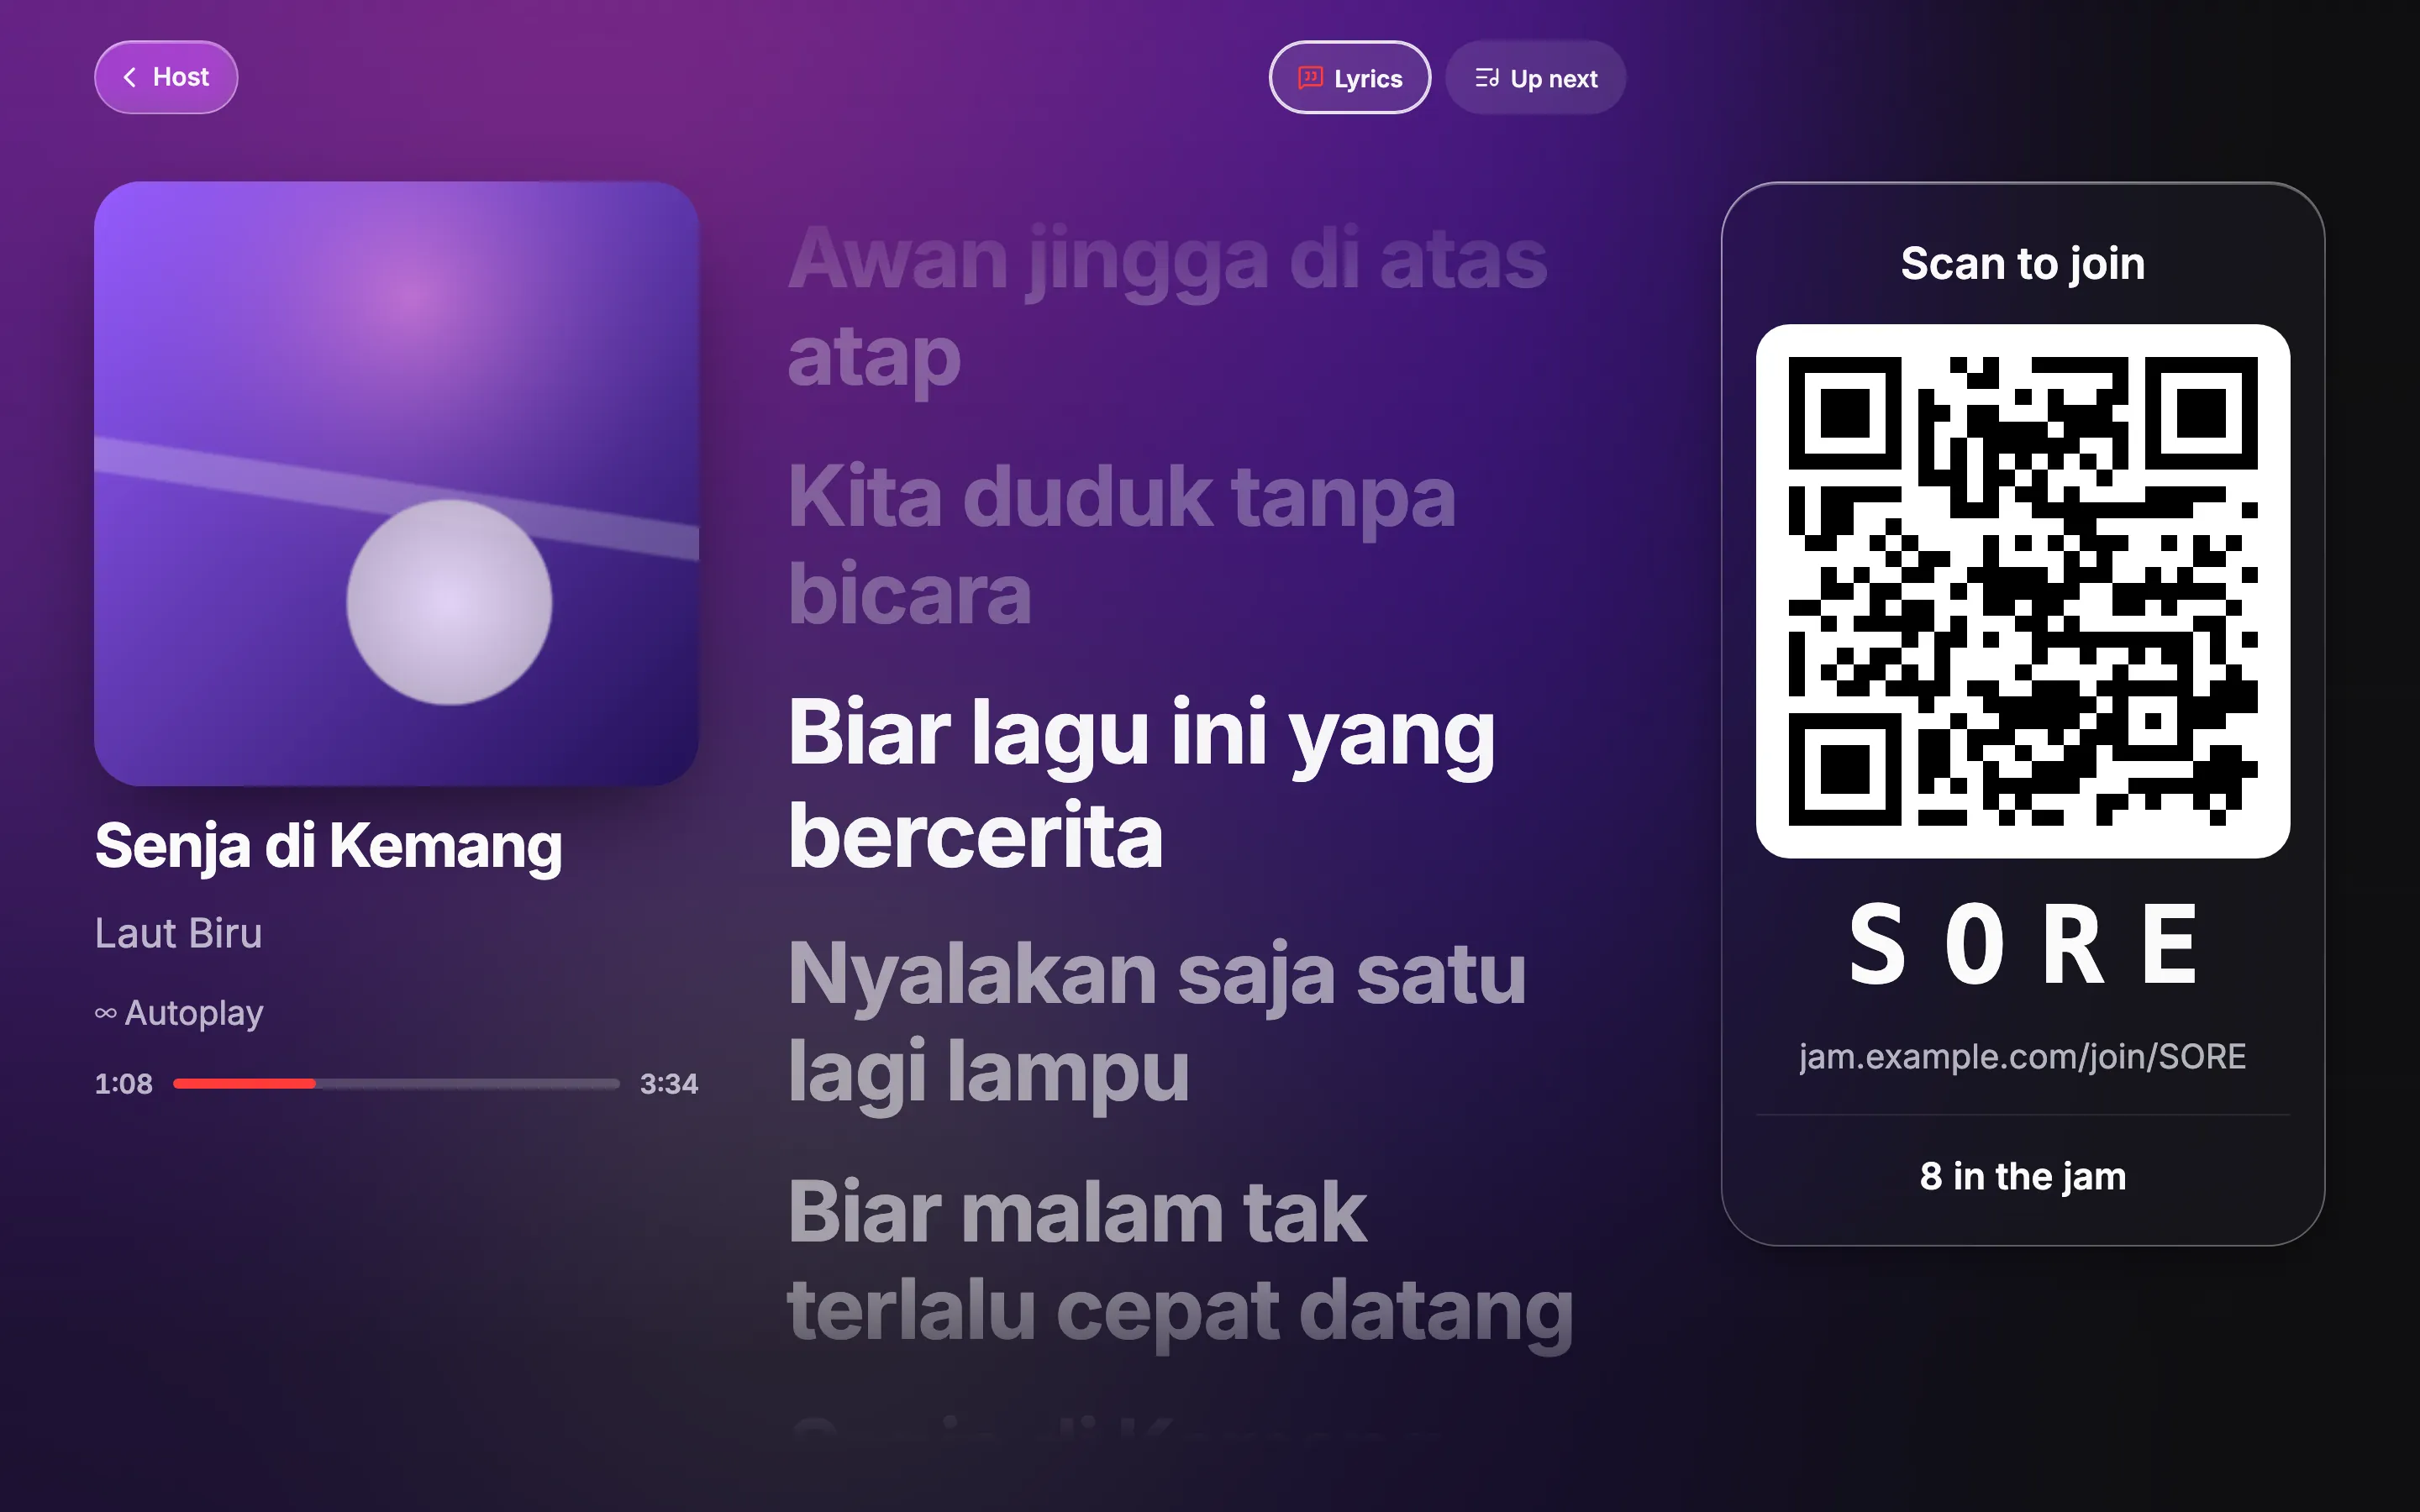 Host
Lyrics
Up next
Awan jingga di atas
atap
Kita duduk tanpa
bicara
Biar lagu ini yang
bercerita
Nyalakan saja satu
lagi lampu
Biar malam tak
terlalu cepat datang
Senja di Kemang
Laut Biru
∞ Autoplay
1:08
3:34
Scan to join
SORE
jam.example.com/join/SORE
8 in the jam